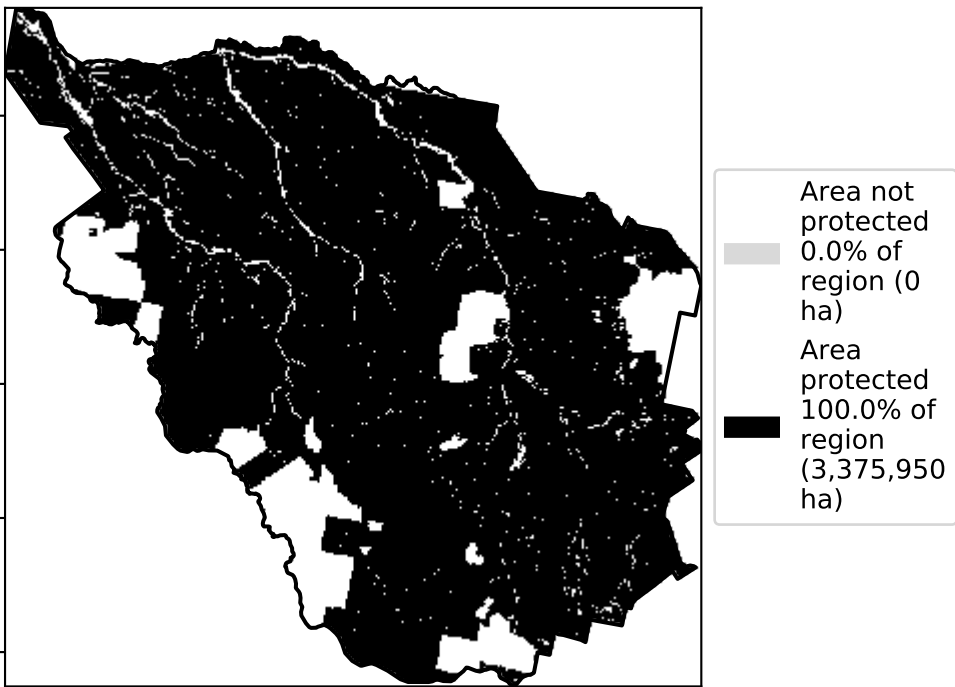 Area not
protected
0.0% of
region (0
ha)
Area
protected
100.0% of
region
(3,375,950
ha)